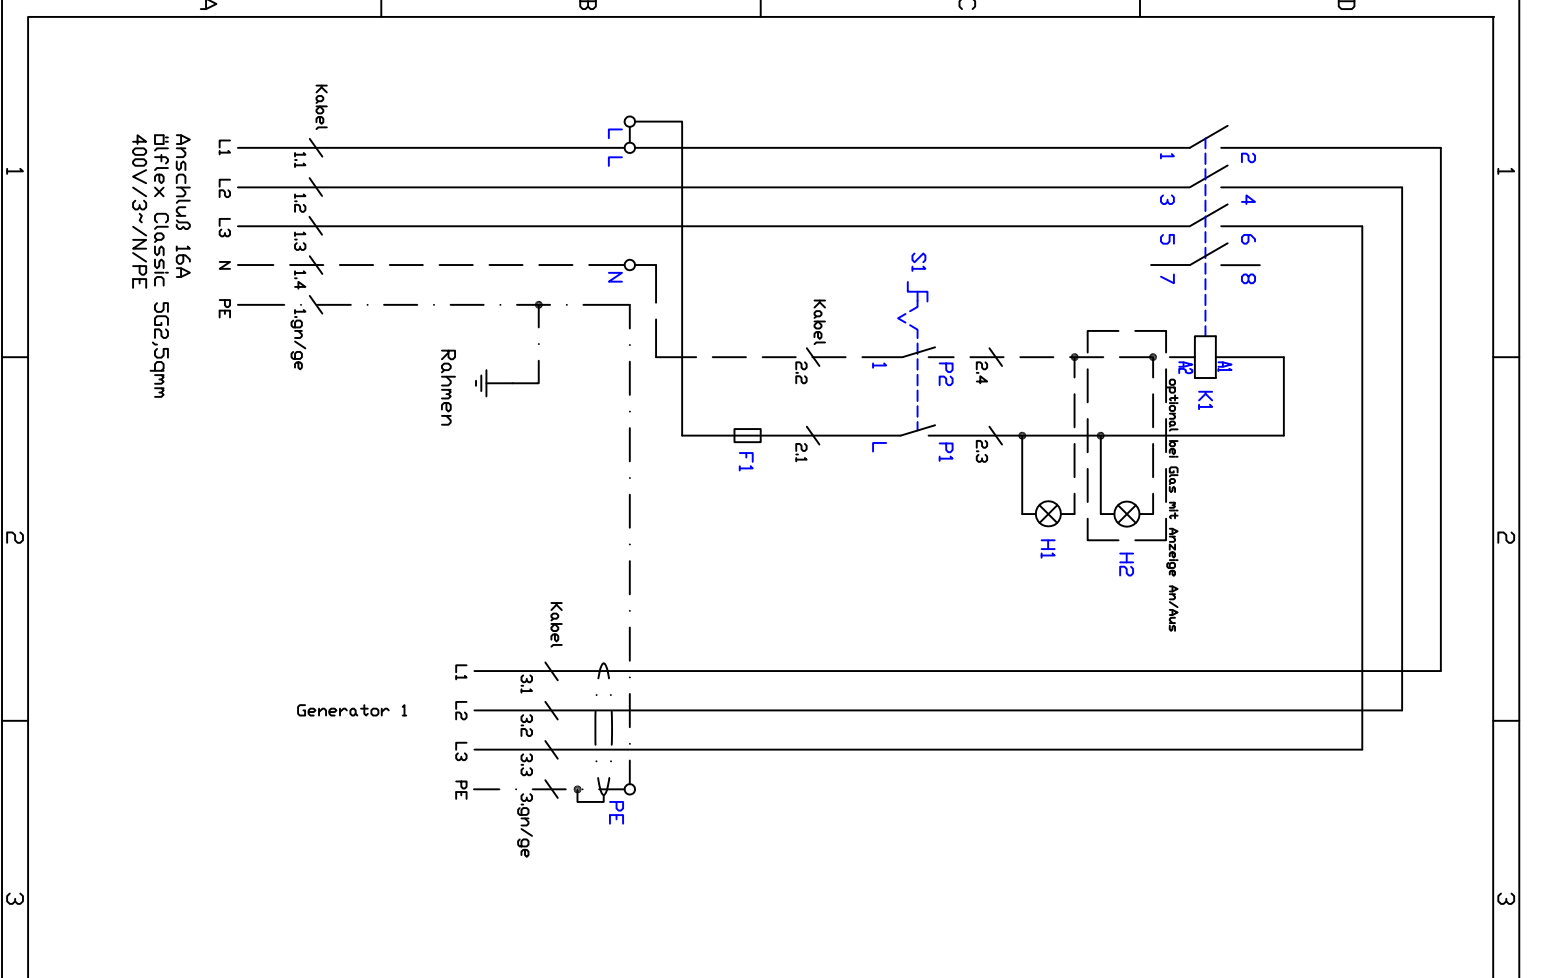 A
B
C
D
1
2
3
1
2
3
Anschluß 16A
ölflex Classic 5G2,5qmm
400V/3~/N/PE
L1
L2
L3
N
PE
Kabel
1.1
1.2
1.3
1.4
1.gn/ge
Rahmen
L
L
N
S1
Kabel
2.2
2.1
F1
1
L
P2
P1
2.4
2.3
1
2
3
4
5
6
7
8
A2
A1
K1
optional bei Glas mit Anzeige An/Aus
H1
H2
Generator 1
L1
L2
L3
PE
Kabel
3.1
3.2
3.3
3.gn/ge
PE